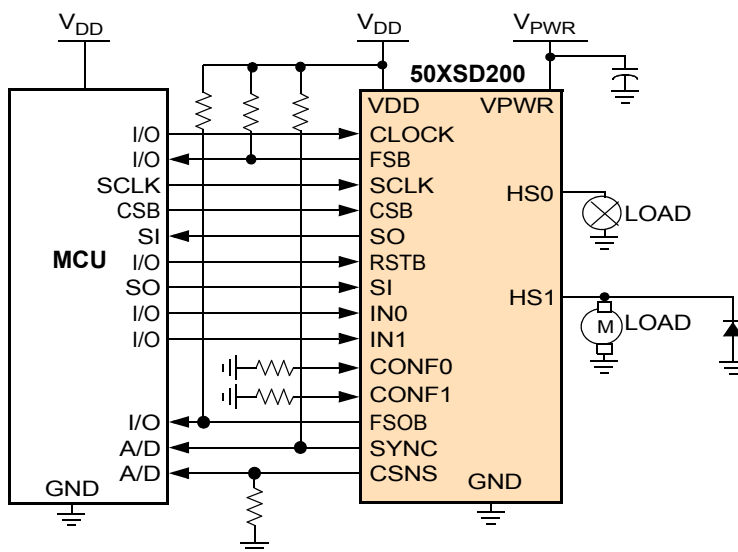 VDD VDD VPWR
50XSD200
VDD VPWR
I/O CLOCK
I/O FSB
SCLK SCLK HS0
CSB CSB LOAD
SI SO
MCU
I/O RSTB
SO SI HS1
I/O IN0 M LOAD
I/O IN1
CONF0
CONF1
I/O FSOB
A/D SYNC
A/D CSNS
GND GND